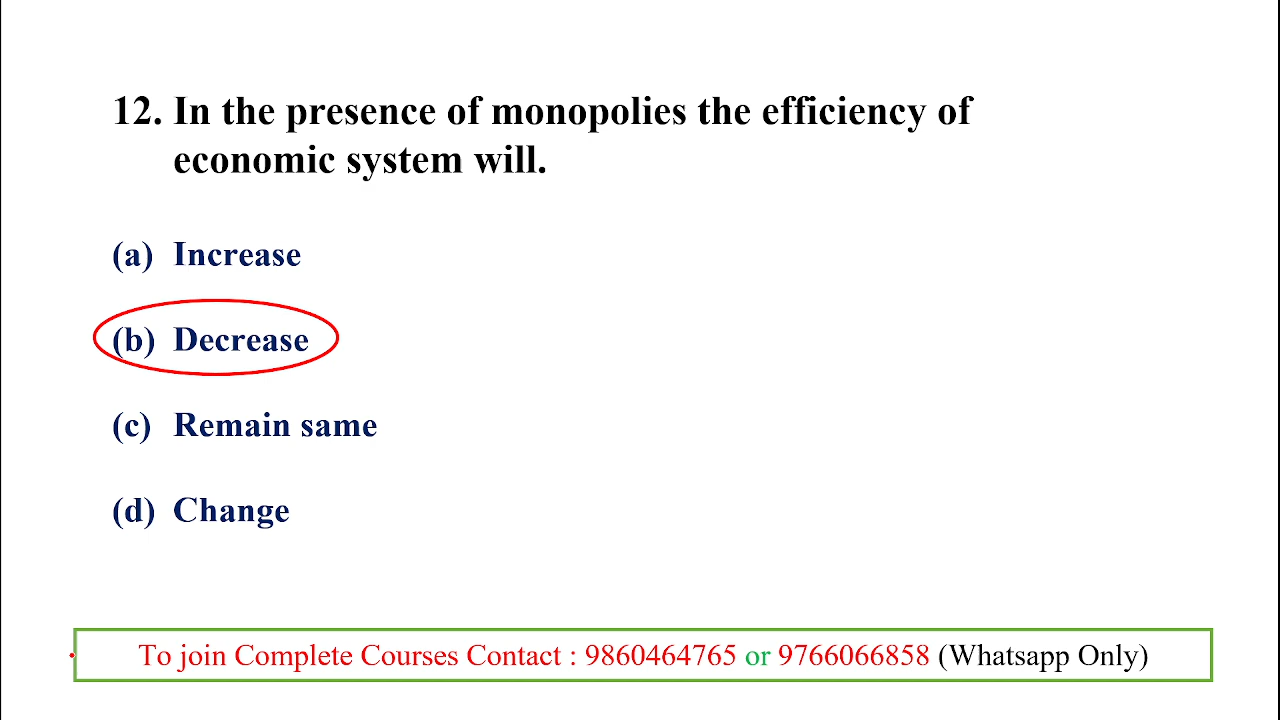 12. In the presence of monopolies the efficiency of
economic system will.
(a) Increase
(b) Decrease
(c) Remain same
(d) Change
To join Complete Courses Contact : 9860464765 or 9766066858 (Whatsapp Only)